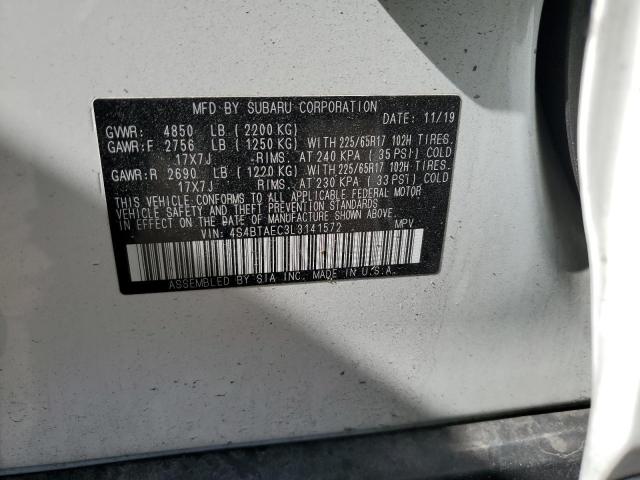 MFD BY SUBARU CORPORATION DATE: 11/19
GVWR: 4850 LB (2200 KG)
GAWR:F 2756 LB (1250 KG) WITH 225/65R17 102H TIRES.
17X7J -RIMS. AT 240 KPA (35 PSI) COLD
GAWR:R 2690 LB (1220 KG) WITH 225/65R17 102H TIRES.
17X7J -RIMS. AT 230 KPA (33 PSI) COLD
THIS VEHICLE CONFORMS TO ALL APPLICABLE FEDERAL MOTOR
VEHICLE SAFETY AND THEFT PREVENTION STANDARDS
IN EFFECT ON THE DATE OF MANUFACTURE SHOWN ABOVE.
VIN: 4S4BTAEC3L3141572 MPV
ASSEMBLED BY SIA INC. MADE IN U.S.A.